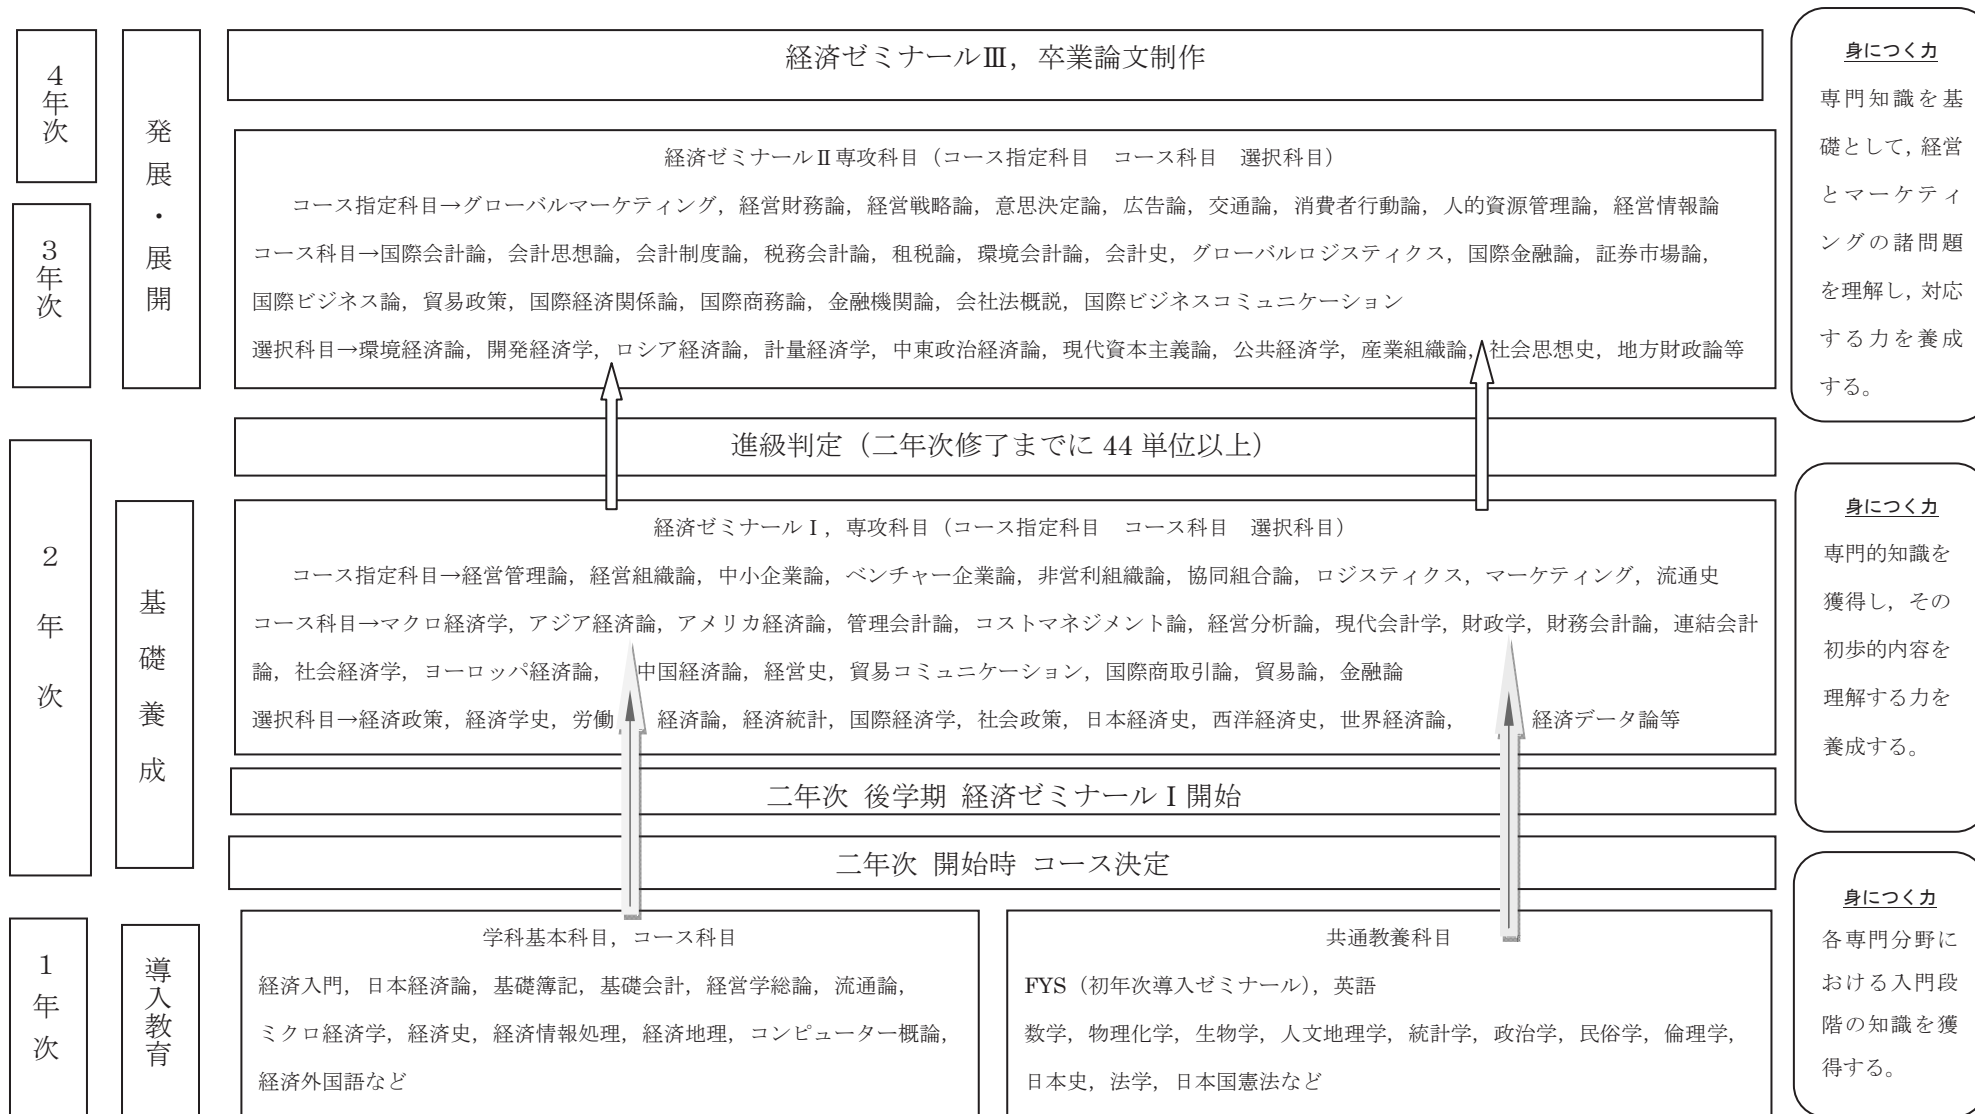 4年次
発展・展開
経済ゼミナールⅢ，卒業論文制作
身につく力
専門知識を基
礎として，経営
とマーケティ
ングの諸問題
を理解し，対応
する力を養成
する。
3年次
経済ゼミナールⅡ専攻科目（コース指定科目　コース科目　選択科目）
コース指定科目→グローバルマーケティング，経営財務論，経営戦略論，意思決定論，広告論，交通論，消費者行動論，人的資源管理論，経営情報論
コース科目→国際会計論，会計思想論，会計制度論，税務会計論，租税論，環境会計論，会計史，グローバルロジスティクス，国際金融論，証券市場論，
国際ビジネス論，貿易政策，国際経済関係論，国際商務論，金融機関論，会社法概説，国際ビジネスコミュニケーション
選択科目→環境経済論，開発経済学，ロシア経済論，計量経済学，中東政治経済論，現代資本主義論，公共経済学，産業組織論，社会思想史，地方財政論等
進級判定（二年次修了までに 44 単位以上）
2年次
基礎養成
経済ゼミナールⅠ，専攻科目（コース指定科目　コース科目　選択科目）
コース指定科目→経営管理論，経営組織論，中小企業論，ベンチャー企業論，非営利組織論，協同組合論，ロジスティクス，マーケティング，流通史
コース科目→マクロ経済学，アジア経済論，アメリカ経済論，管理会計論，コストマネジメント論，経営分析論，現代会計学，財政学，財務会計論，連結会計
論，社会経済学，ヨーロッパ経済論，中国経済論，経営史，貿易コミュニケーション，国際商取引論，貿易論，金融論
選択科目→経済政策，経済学史，労働経済論，経済統計，国際経済学，社会政策，日本経済史，西洋経済史，世界経済論，経済データ論等
身につく力
専門的知識を
獲得し，その
初歩的内容を
理解する力を
養成する。
二年次 後学期 経済ゼミナールⅠ開始
二年次 開始時 コース決定
1年次
導入教育
学科基本科目，コース科目
経済入門，日本経済論，基礎簿記，基礎会計，経営学総論，流通論，
ミクロ経済学，経済史，経済情報処理，経済地理，コンピューター概論，
経済外国語など
共通教養科目
FYS（初年次導入ゼミナール），英語
数学，物理化学，生物学，人文地理学，統計学，政治学，民俗学，倫理学，
日本史，法学，日本国憲法など
身につく力
各専門分野に
おける入門段
階の知識を獲
得する。